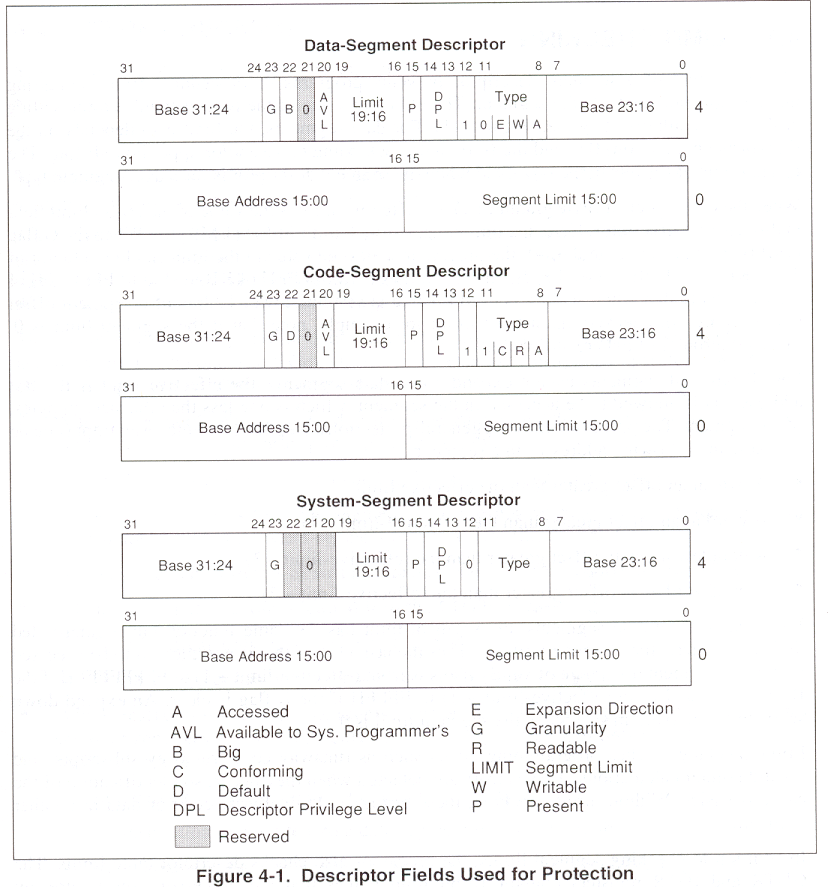 Data-Segment Descriptor
31 24 23 22 21 20 19 16 15 14 13 12 11 8 7 0
Base 31:24 G B 0 AVL Limit 19:16 P DPL 1 Type 0 E W A Base 23:16 4
31 16 15 0
Base Address 15:00 Segment Limit 15:00 0
Code-Segment Descriptor
31 24 23 22 21 20 19 16 15 14 13 12 11 8 7 0
Base 31:24 G D 0 AVL Limit 19:16 P DPL 1 Type 1 C R A Base 23:16 4
31 16 15 0
Base Address 15:00 Segment Limit 15:00 0
System-Segment Descriptor
31 24 23 22 21 20 19 16 15 14 13 12 11 8 7 0
Base 31:24 G 0 Limit 19:16 P DPL 0 Type Base 23:16 4
31 16 15 0
Base Address 15:00 Segment Limit 15:00 0
A Accessed
AVL Available to Sys. Programmer's
B Big
C Conforming
D Default
DPL Descriptor Privilege Level
Reserved
E Expansion Direction
G Granularity
R Readable
LIMIT Segment Limit
W Writable
P Present
Figure 4-1. Descriptor Fields Used for Protection